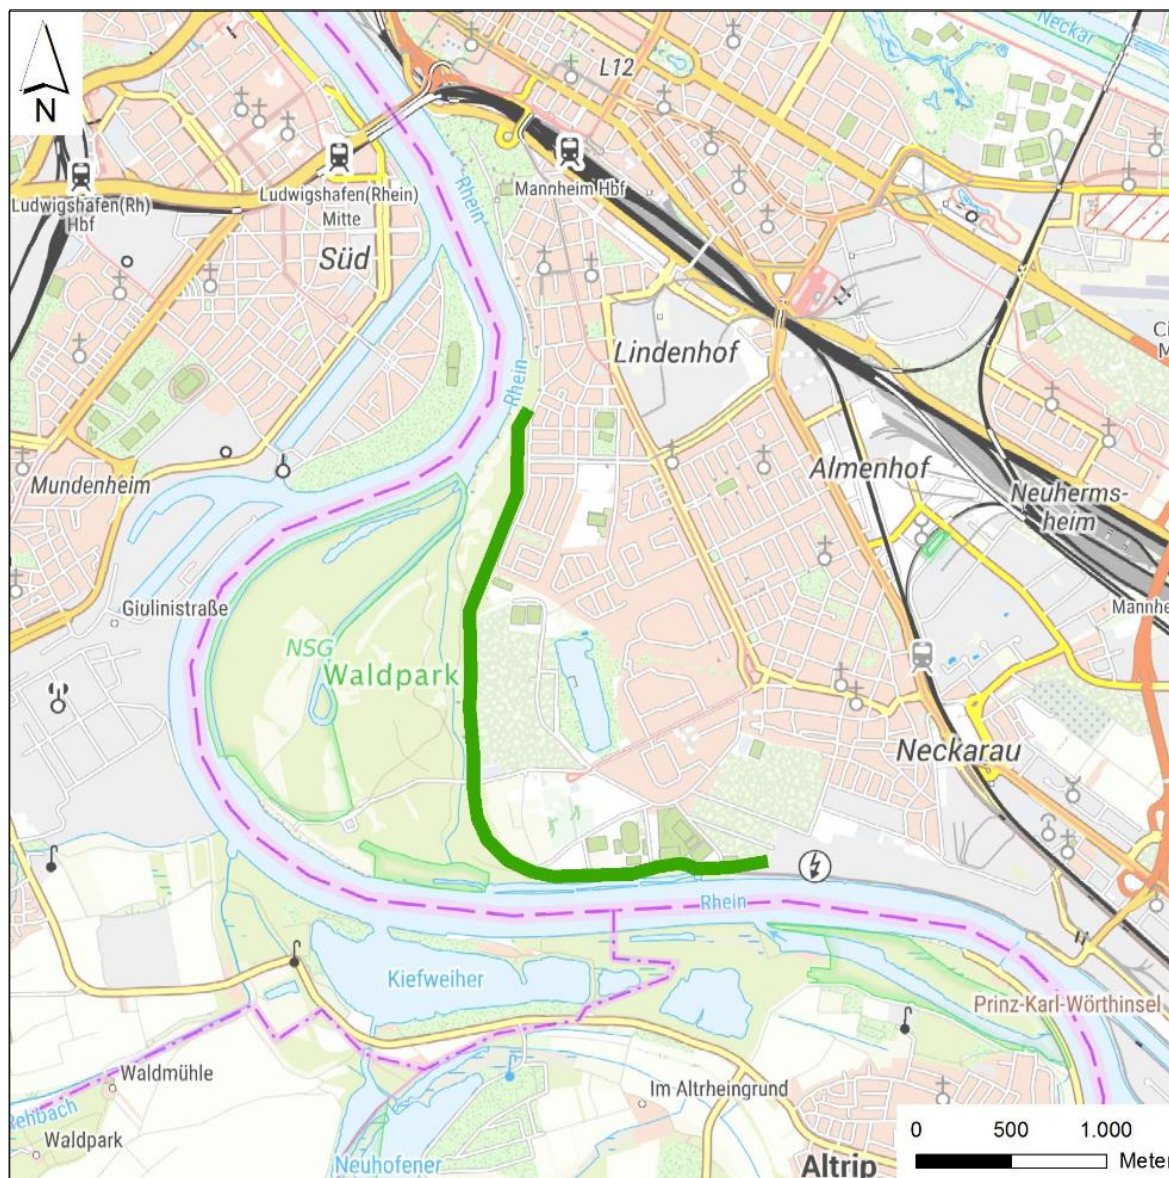 Neckar
L12
N
Mannheim Hbf
Ludwigshafen(Rhein)
Mitte
Ludwigshafen(Rh)
Hbf
Rhein
Süd
Lindenhof
Rhein
Mundenheim
Almenhof
Neuherms-
heim
Giulinistraße
NSG
Waldpark
Neckarau
Rhein
Kiefweiher
Prinz-Karl-Wörthinsel
Waldmühle
Im Altrheingrund
Rehbach
Waldpark
Neuhofener
Altrip
0 500 1.000
Meter